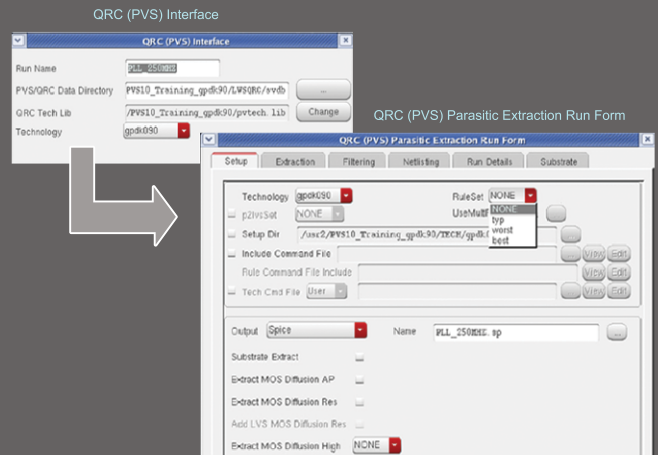 QRC (PVS) Interface
QRC (PVS) Interface
Run Name PLL_250MHZ
PVS/QRC Data Directory PVS10_Training_gpdk90/LWSQRC/svdb ...
QRC Tech Lib /PVS10_Training_gpdk90/pvtech.lib Change
Technology gpdk090
QRC (PVS) Parasitic Extraction Run Form
QRC (PVS) Parasitic Extraction Run Form
Setup Extraction Filtering Netlisting Run Details Substrate
Technology gpdk090 RuleSet NONE
p2lvsSet NONE UseMultF
NONE
typ
worst
best
Setup Dir /usr2/PVS10_Training_gpdk90/TECH/gpdk ...
Include Command File ... View Edit
Rule Command File Include View Edit
Tech Cmd File User ... View Edit
Output Spice Name PLL_250MHZ.sp ...
Substrate Extract
Extract MOS Diffusion AP
Extract MOS Diffusion Res
Add LVS MOS Diffusion Res
Extract MOS Diffusion High NONE